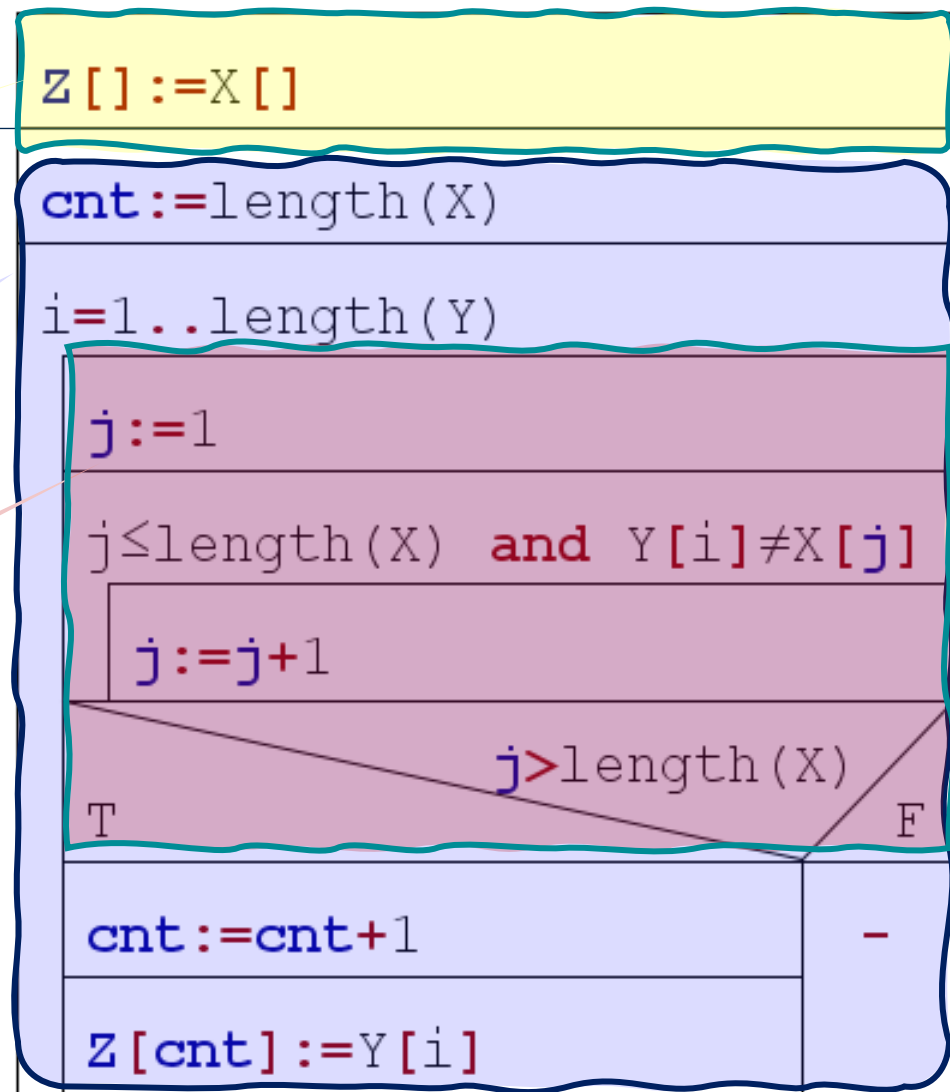 Z[]:=X[]
cnt:=length(X)
i=1..length(Y)
j:=1
j≤length(X) and Y[i]≠X[j]
j:=j+1
j>length(X)
T F
cnt:=cnt+1 -
Z[cnt]:=Y[i]